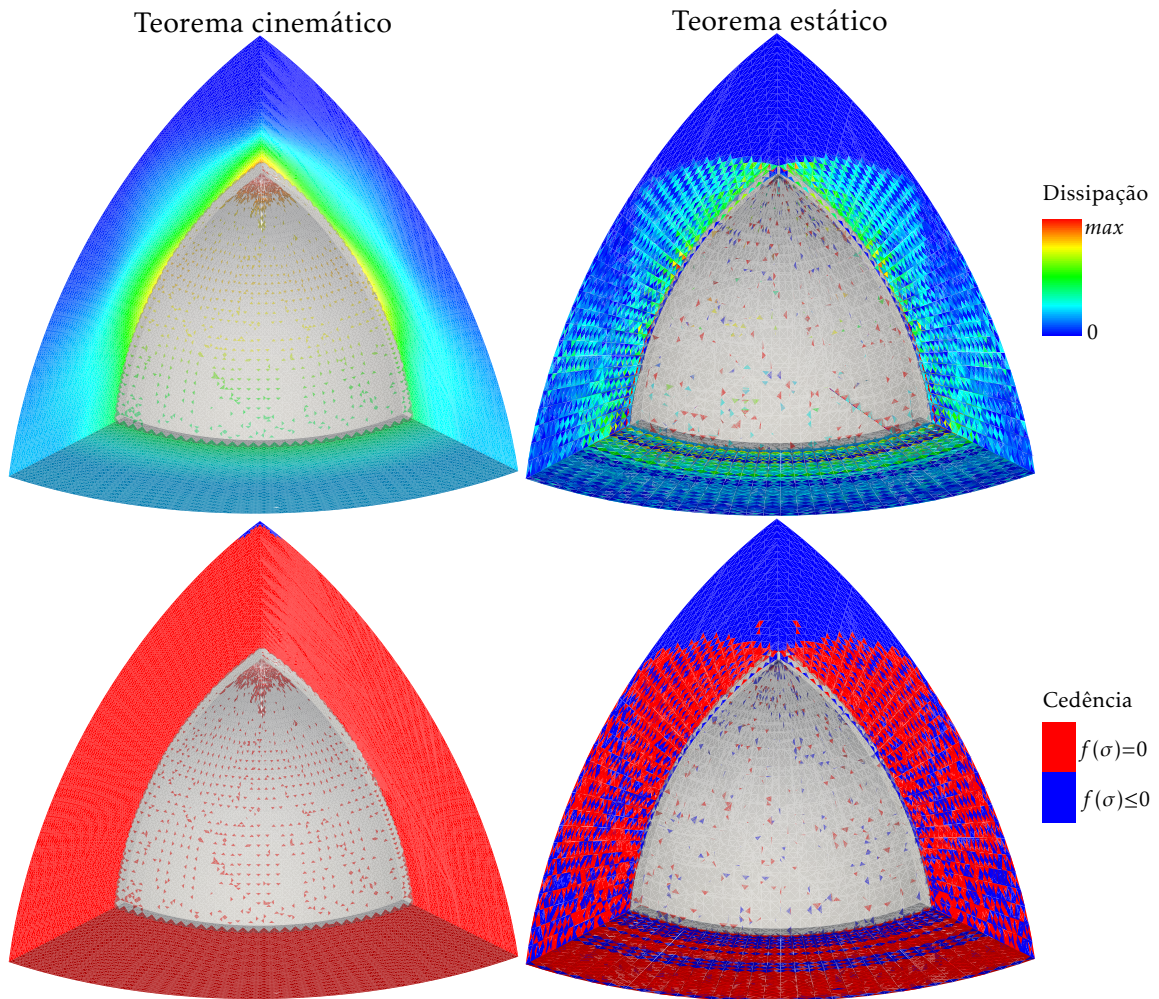 Teorema cinemático
Teorema estático
Dissipação
max
0
Cedência
f(σ)=0
f(σ)≤0